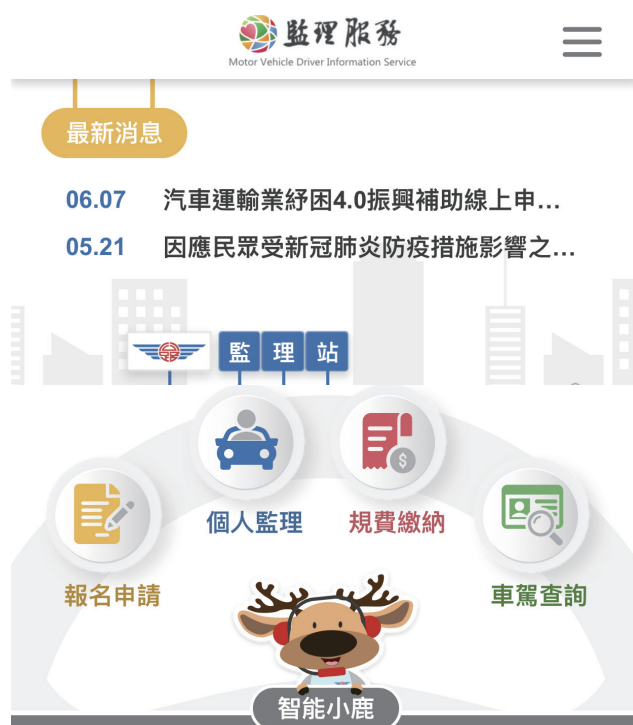 監理服務
Motor Vehicle Driver Information Service
最新消息
06.07 汽車運輸業紓困4.0振興補助線上申...
05.21 因應民眾受新冠肺炎防疫措施影響之...
監理站
個人監理 規費繳納
報名申請 車駕查詢
智能小鹿